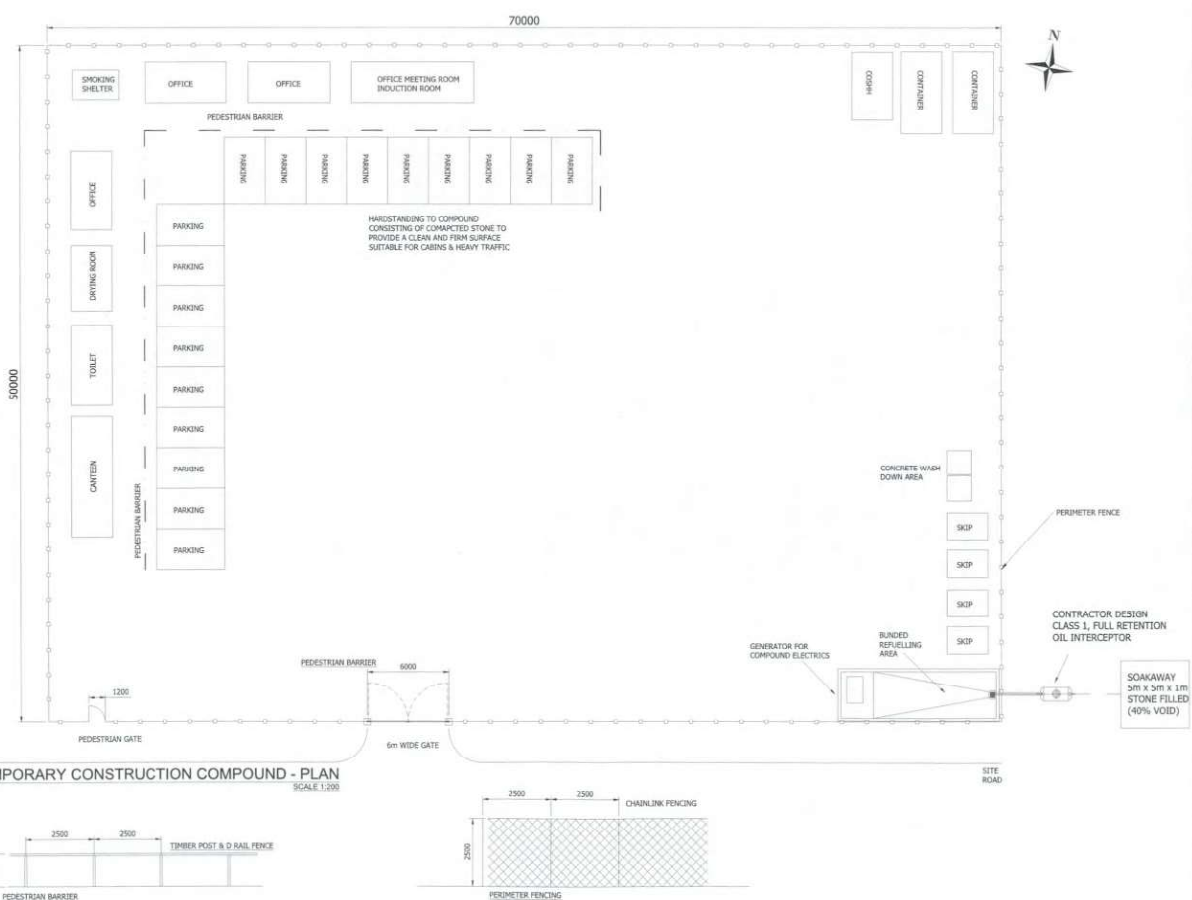 70000
N
SMOKING
SHELTER
OFFICE
OFFICE
OFFICE MEETING ROOM
INDUCTION ROOM
COSHH
CONTAINER
CONTAINER
PEDESTRIAN BARRIER
PARKING
PARKING
PARKING
PARKING
PARKING
PARKING
PARKING
PARKING
PARKING
OFFICE
DRYING ROOM
TOILET
CANTEIN
PARKING
PARKING
PARKING
PARKING
PARKING
PARKING
PARKING
PARKING
PARKING
HARDSTANDING TO COMPOUND
CONSISTING OF COMAPCTED STONE TO
PROVIDE A CLEAN AND FIRM SURFACE
SUITABLE FOR CABINS & HEAVY TRAFFIC
50000
PEDESTRIAN BARRIER
CONCRETE WASH
DOWN AREA
SKIP
SKIP
SKIP
SKIP
PERIMETER FENCE
CONTRACTOR DESIGN
CLASS 1, FULL RETENTION
OIL INTERCEPTOR
GENERATOR FOR
COMPOUND ELECTRICS
BUNDED
REFUELLING
AREA
SOAKAWAY
5m x 5m x 1m
STONE FILLED
(40% VOID)
PEDESTRIAN BARRIER
6000
1200
PEDESTRIAN GATE
6m WIDE GATE
SITE
ROAD
MPORARY CONSTRUCTION COMPOUND - PLAN
SCALE 1:200
2500
2500
TIMBER POST & D RAIL FENCE
PEDESTRIAN BARRIER
2500
2500
CHAINLINK FENCING
2500
PERIMETER FENCING